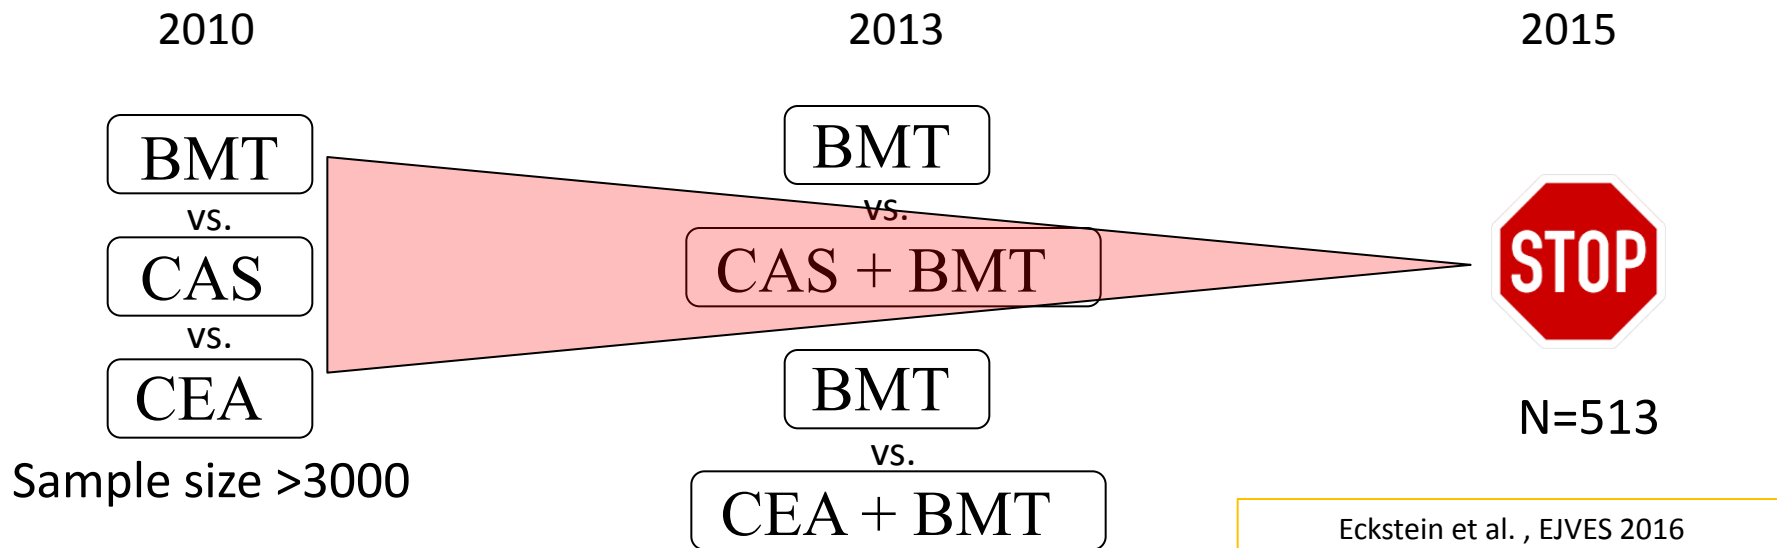 2010
BMT
vs.
CAS
vs.
CEA
Sample size >3000
2013
BMT
vs.
CAS + BMT
BMT
vs.
CEA + BMT
2015
STOP
N=513
Eckstein et al. , EJVES 2016